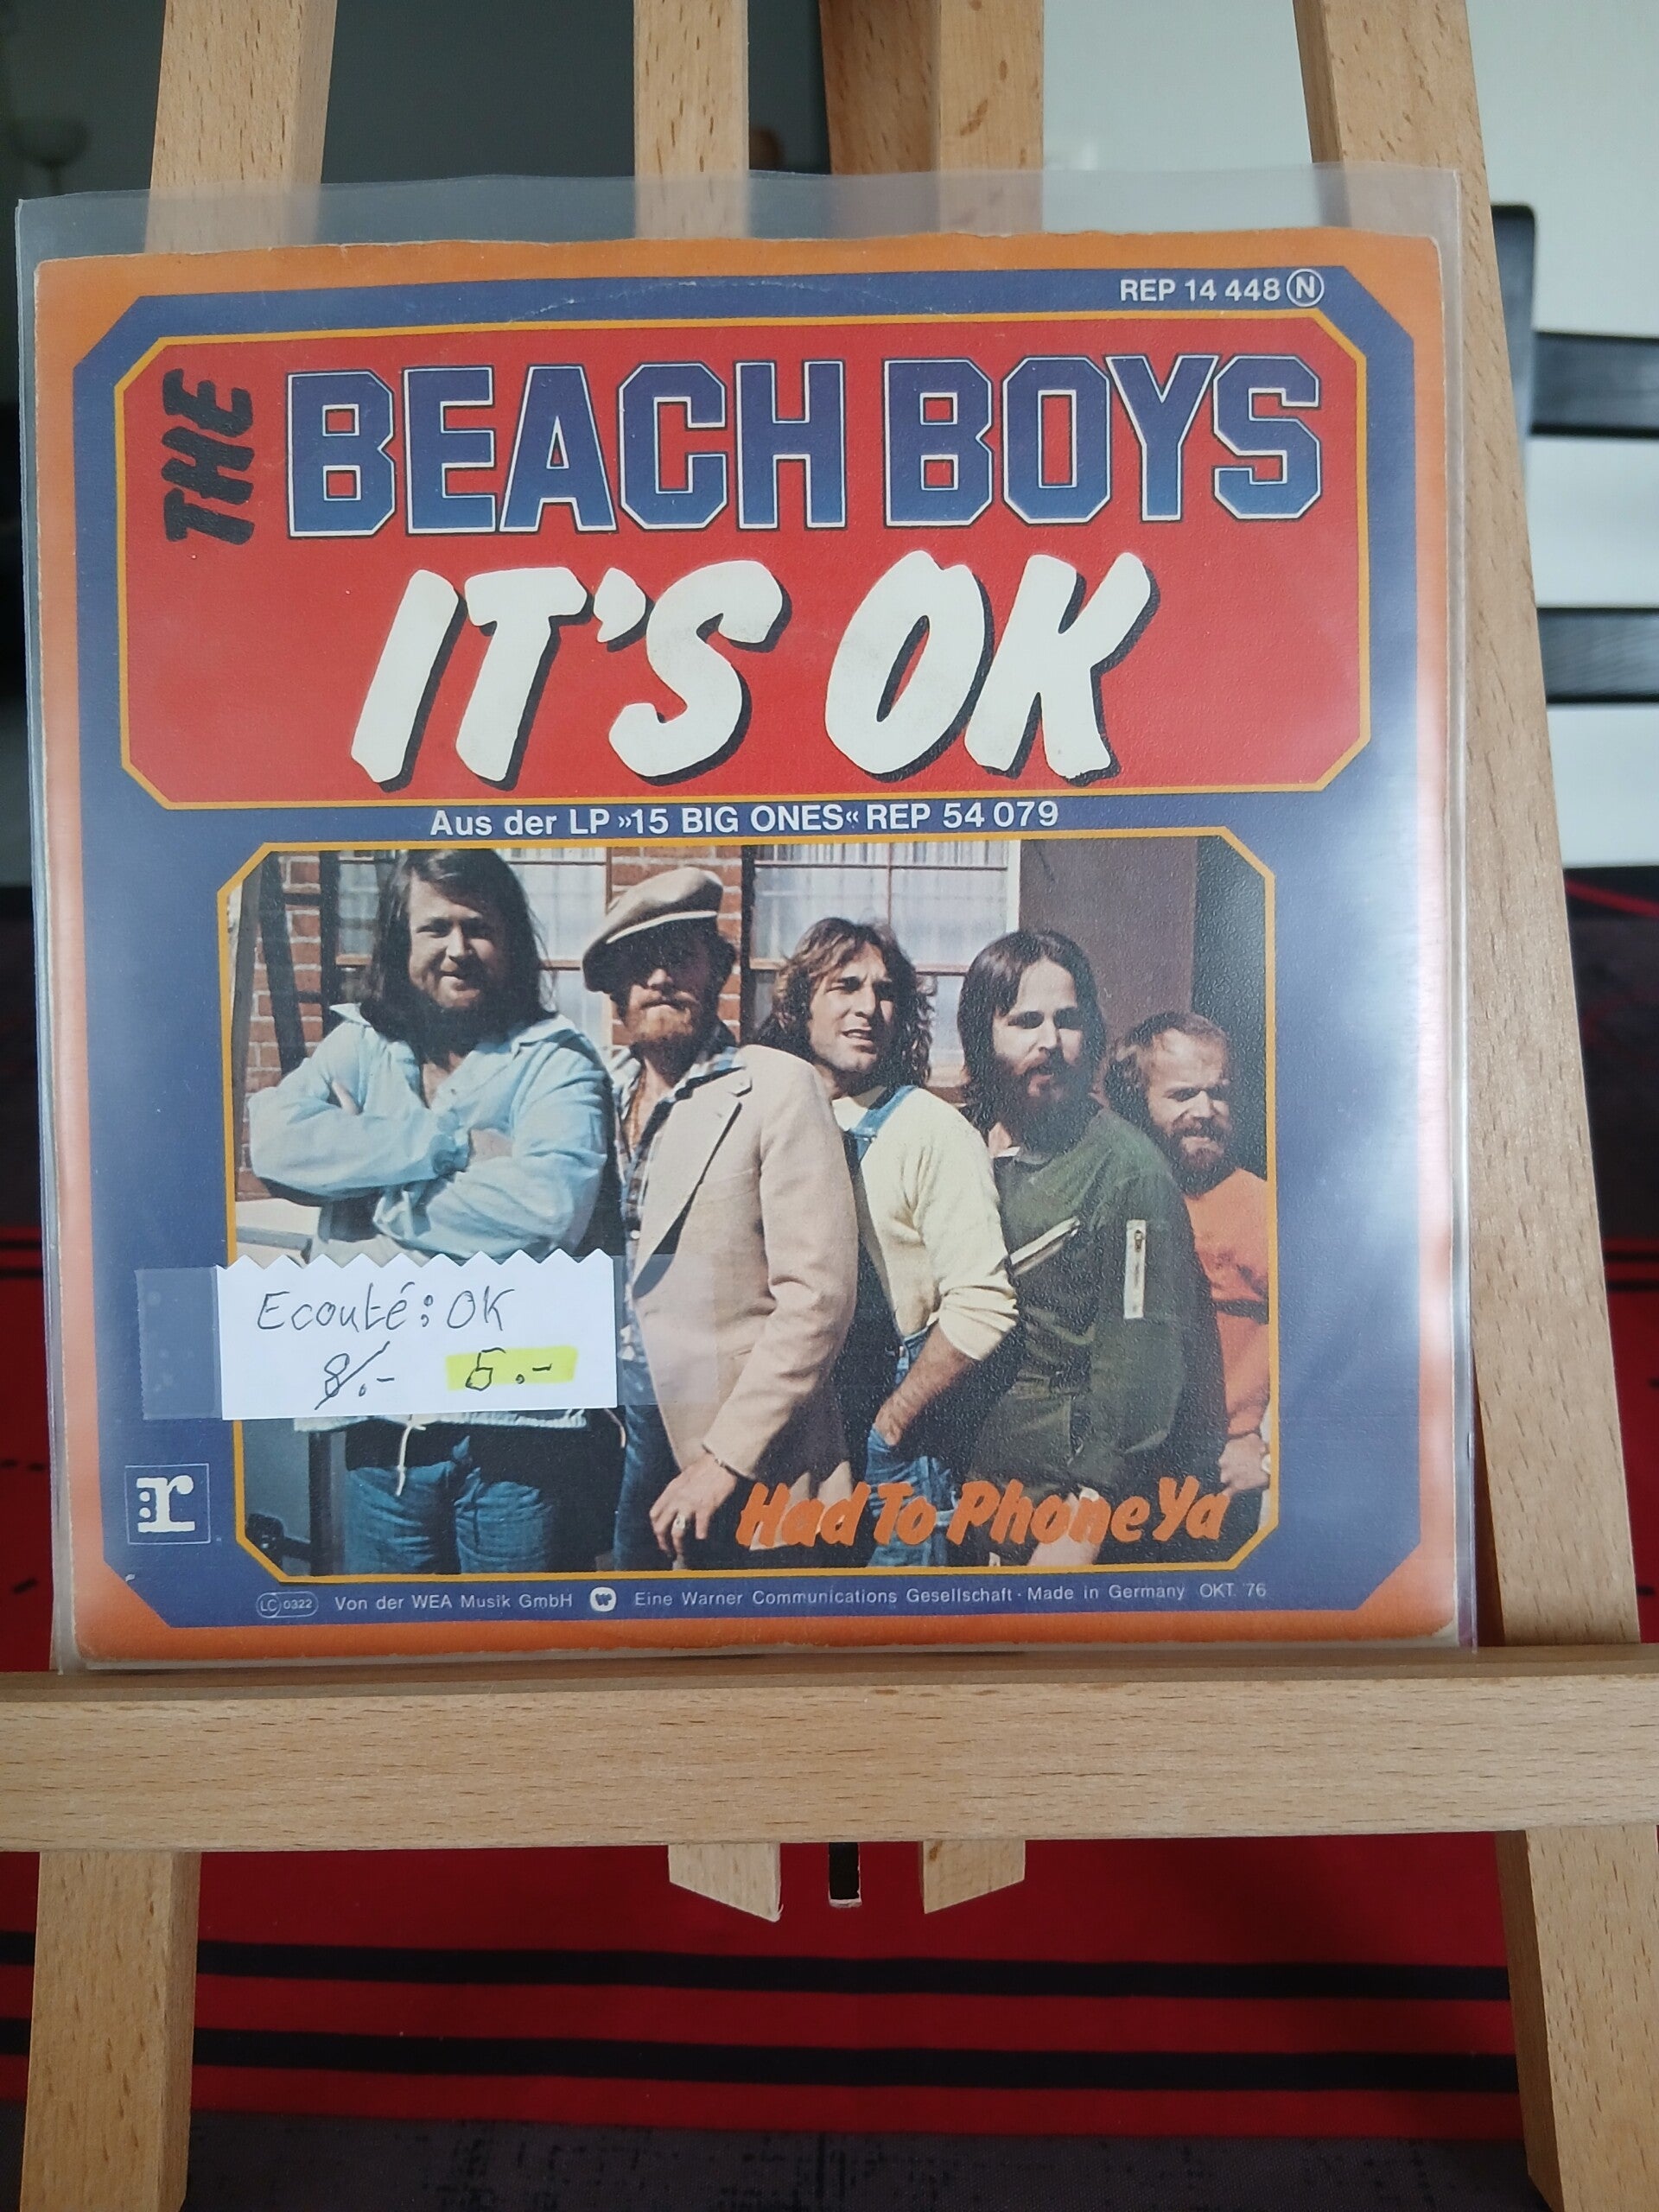 REP 14 448 N
THE BEACH BOYS
IT'S OK
Aus der LP »15 BIG ONES« REP 54 079
Ecouté: OK
8.- 5.-
Had To Phone Ya
r
LC 0322 Von der WEA Musik GmbH W Eine Warner Communications Gesellschaft · Made in Germany OKT. 76